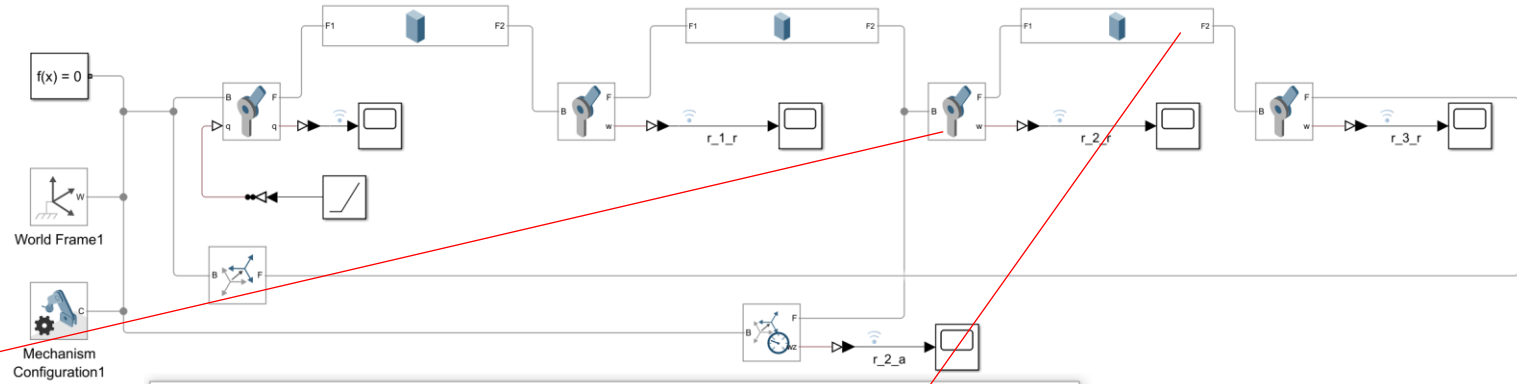 F1
F2
F1
F2
F1
F2
f(x) = 0
B
F
q
q
B
F
w
r_1_r
B
F
w
r_2_r
B
F
w
r_3_r
W
World Frame1
B
F
C
Mechanism
Configuration1
B
F
wz
r_2_a